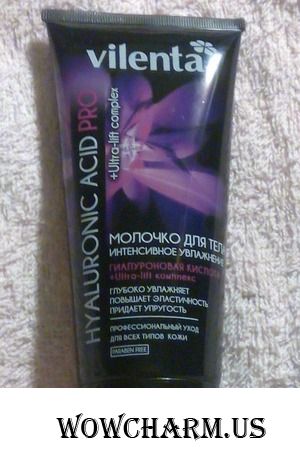 vilenta
HYALURONIC ACID PRO
+Ultra-lift complex
МОЛОЧКО ДЛЯ ТЕЛА
ИНТЕНСИВНОЕ УВЛАЖНЕНИЕ
ГИАЛУРОНОВАЯ КИСЛОТА
+Ultra-lift комплекс
ГЛУБОКО УВЛАЖНЯЕТ
ПОВЫШАЕТ ЭЛАСТИЧНОСТЬ
ПРИДАЕТ УПРУГОСТЬ
ПРОФЕССИОНАЛЬНЫЙ УХОД
ДЛЯ ВСЕХ ТИПОВ КОЖИ
PARABEN FREE
WOWCHARM.US